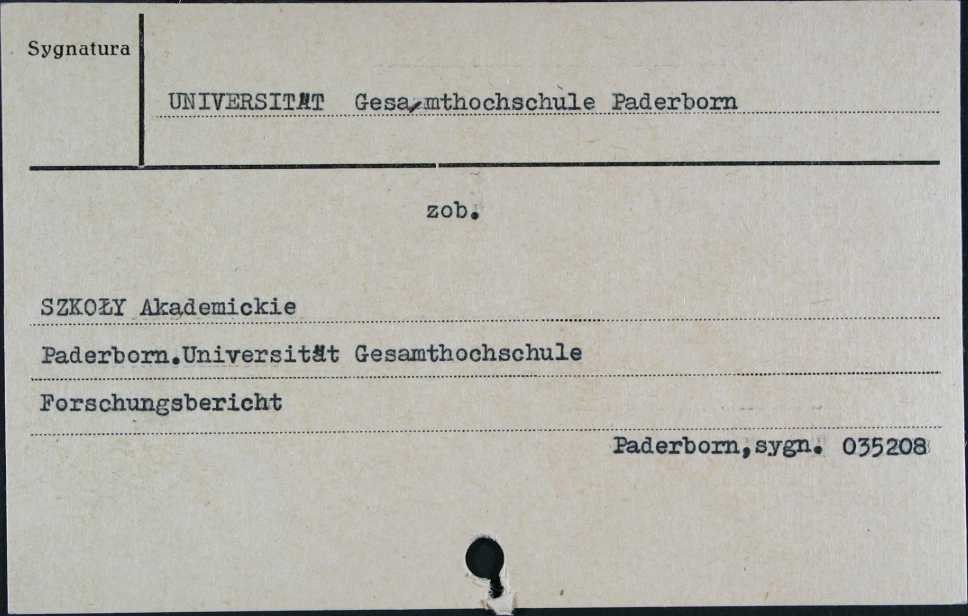 Sygnatura
UNIVERSITÄT Gesamthochschule Paderborn
zob.
SZKOŁY Akademickie
Paderborn.Universität Gesamthochschule
Forschungsbericht
Paderborn,sygn. 035208